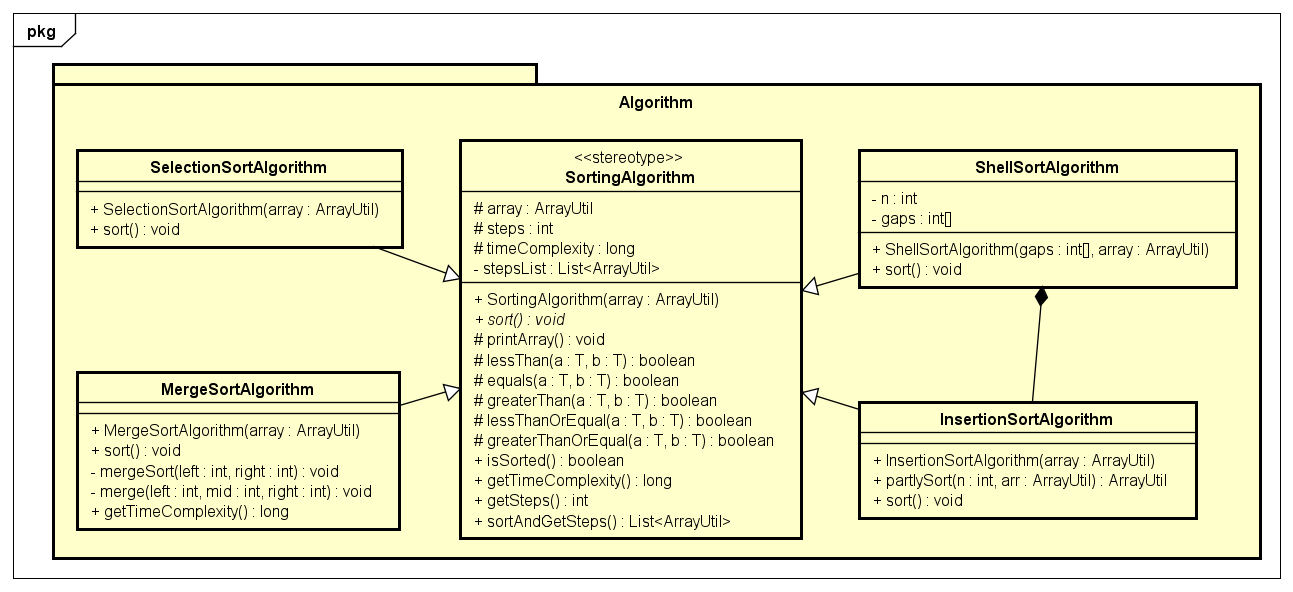 pkg
Algorithm
SelectionSortAlgorithm
+ SelectionSortAlgorithm(array : ArrayUtil)
+ sort() : void
MergeSortAlgorithm
+ MergeSortAlgorithm(array : ArrayUtil)
+ sort() : void
- mergeSort(left : int, right : int) : void
- merge(left : int, mid : int, right : int) : void
+ getTimeComplexity() : long
<<stereotype>>
SortingAlgorithm
# array : ArrayUtil
# steps : int
# timeComplexity : long
- stepsList : List<ArrayUtil>
+ SortingAlgorithm(array : ArrayUtil)
+ sort() : void
# printArray() : void
# lessThan(a : T, b : T) : boolean
# equals(a : T, b : T) : boolean
# greaterThan(a : T, b : T) : boolean
# lessThanOrEqual(a : T, b : T) : boolean
# greaterThanOrEqual(a : T, b : T) : boolean
+ isSorted() : boolean
+ getTimeComplexity() : long
+ getSteps() : int
+ sortAndGetSteps() : List<ArrayUtil>
ShellSortAlgorithm
- n : int
- gaps : int[]
+ ShellSortAlgorithm(gaps : int[], array : ArrayUtil)
+ sort() : void
InsertionSortAlgorithm
+ InsertionSortAlgorithm(array : ArrayUtil)
+ partlySort(n : int, arr : ArrayUtil) : ArrayUtil
+ sort() : void